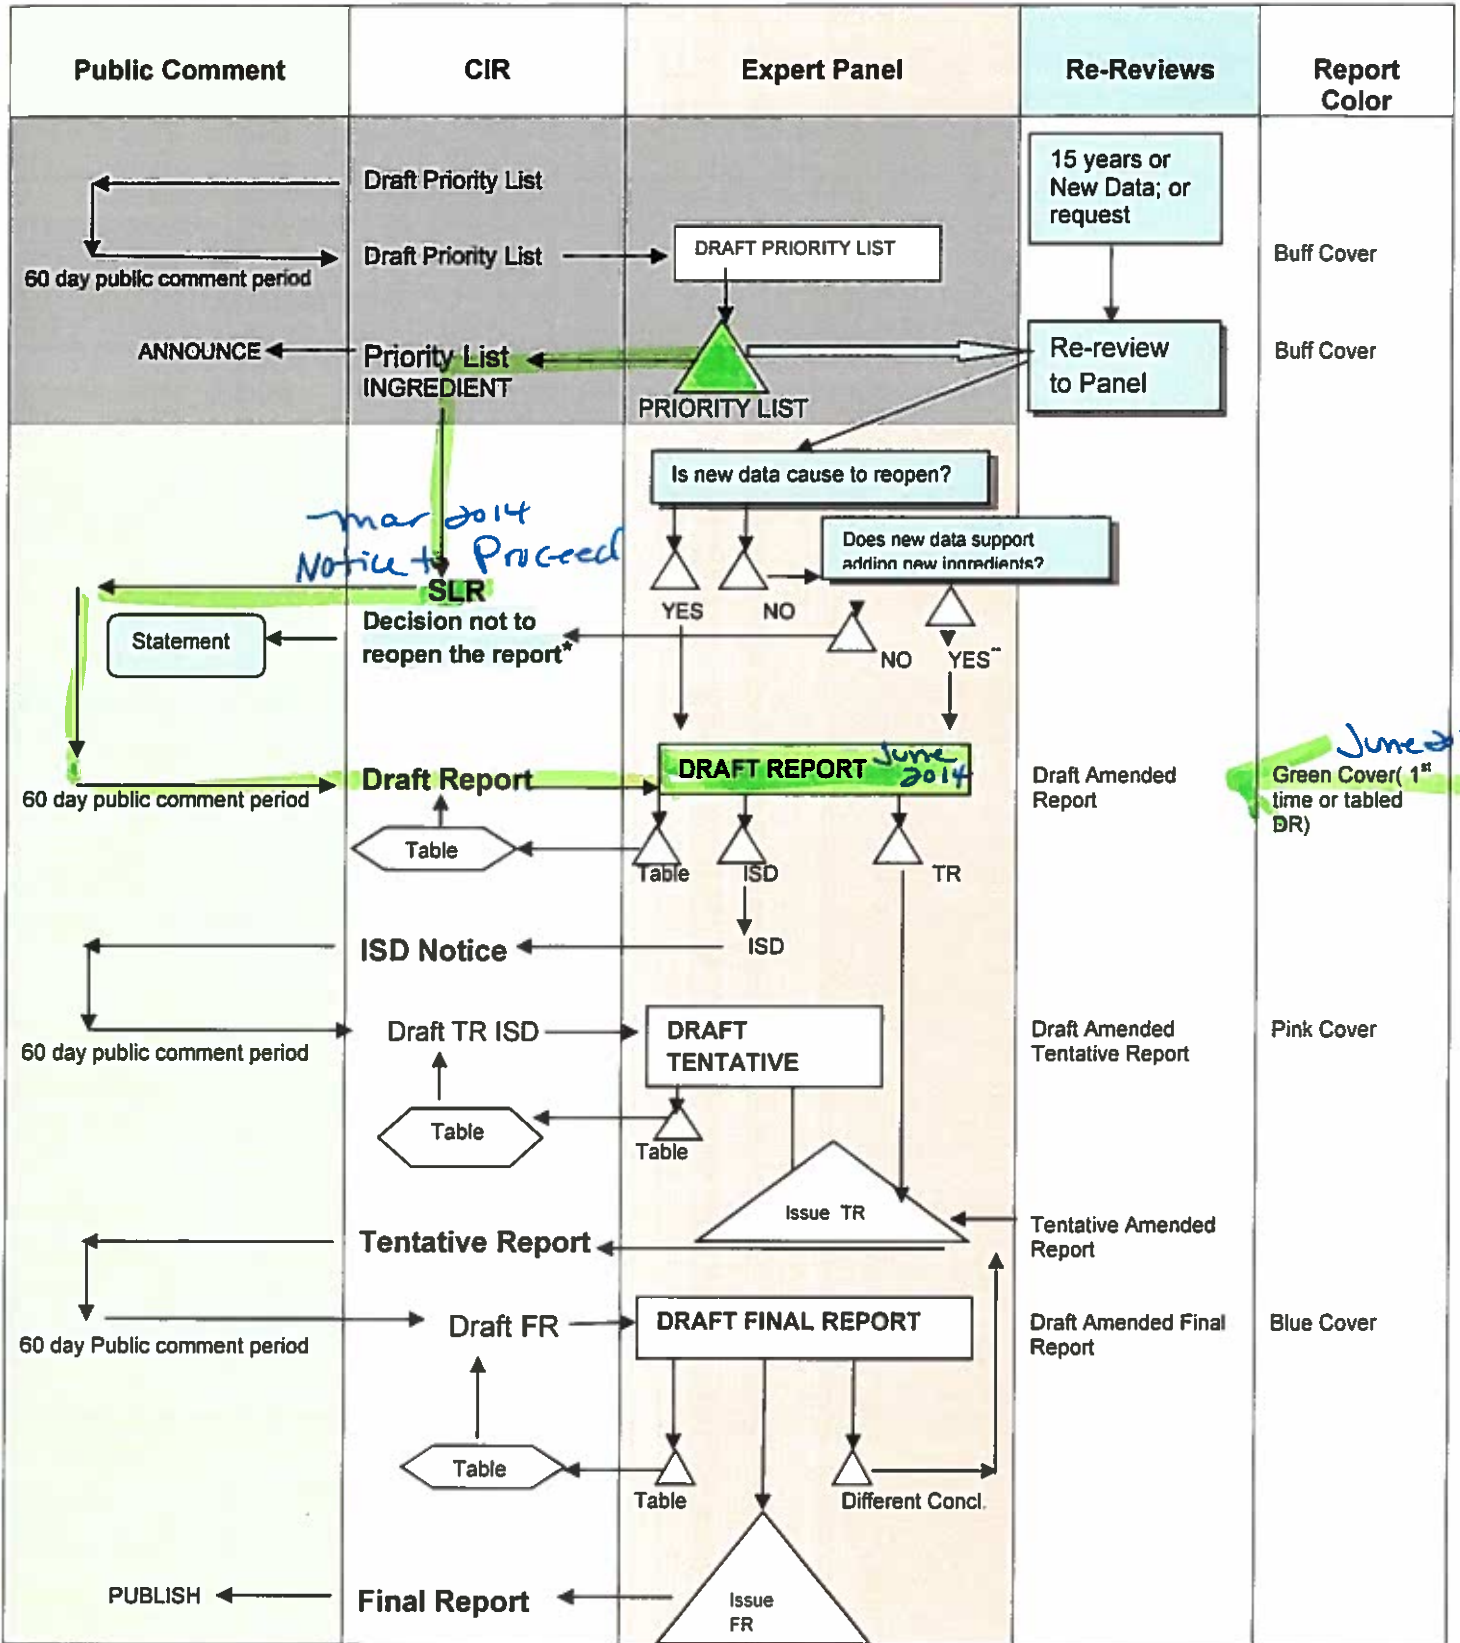 Public Comment
CIR
Expert Panel
Re-Reviews
Report
Color
Draft Priority List
15 years or
New Data; or
request
60 day public comment period
Draft Priority List
DRAFT PRIORITY LIST
Buff Cover
ANNOUNCE
Priority List
INGREDIENT
PRIORITY LIST
Re-review
to Panel
Buff Cover
Is new data cause to reopen?
mar 2014
Notice to Proceed
Does new data support
adding new ingredients?
SLR
YES
NO
Statement
Decision not to
reopen the report*
NO
YES**
60 day public comment period
Draft Report
DRAFT REPORT
June
2014
Draft Amended
Report
June
Green Cover( 1st
time or tabled
DR)
Table
Table
ISD
TR
ISD Notice
ISD
60 day public comment period
Draft TR ISD
DRAFT
TENTATIVE
Draft Amended
Tentative Report
Pink Cover
Table
Table
Issue TR
Tentative Report
Tentative Amended
Report
60 day Public comment period
Draft FR
DRAFT FINAL REPORT
Draft Amended Final
Report
Blue Cover
Table
Table
Different Concl.
PUBLISH
Final Report
Issue
FR